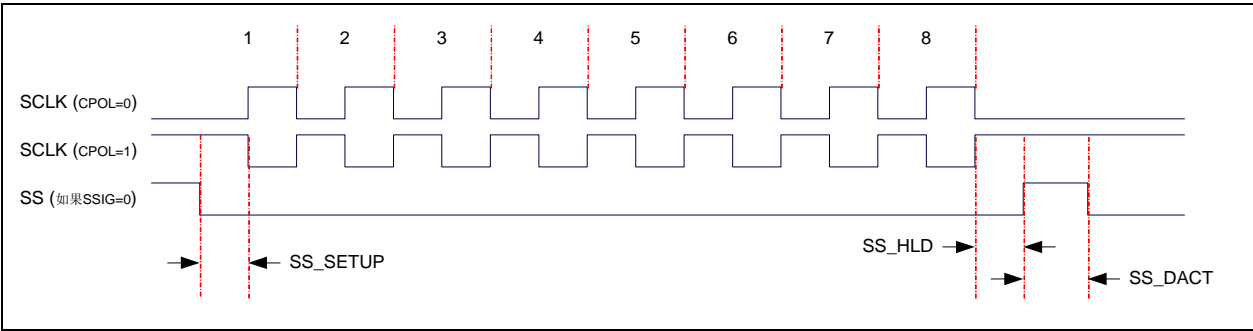 1 2 3 4 5 6 7 8
SCLK (CPOL=0)
SCLK (CPOL=1)
SS (如果SSIG=0)
SS_SETUP
SS_HLD
SS_DACT